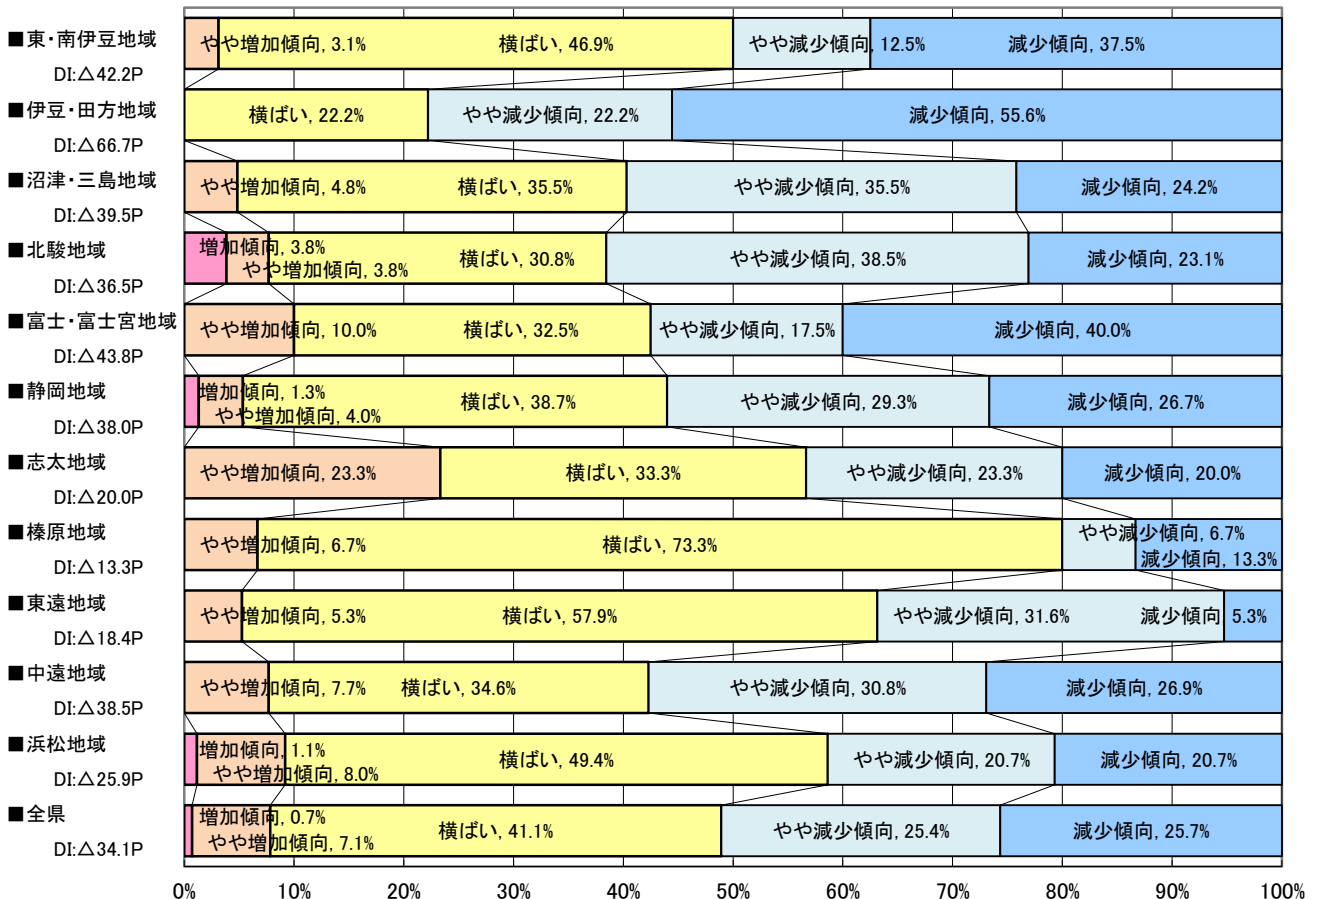 ■東・南伊豆地域
DI:△42.2P
やや増加傾向, 3.1%
横ばい, 46.9%
やや減少傾向, 12.5%
減少傾向, 37.5%
■伊豆・田方地域
DI:△66.7P
横ばい, 22.2%
やや減少傾向, 22.2%
減少傾向, 55.6%
■沼津・三島地域
DI:△39.5P
やや増加傾向, 4.8%
横ばい, 35.5%
やや減少傾向, 35.5%
減少傾向, 24.2%
■北駿地域
DI:△36.5P
増加傾向, 3.8%
やや増加傾向, 3.8%
横ばい, 30.8%
やや減少傾向, 38.5%
減少傾向, 23.1%
■富士・富士宮地域
DI:△43.8P
やや増加傾向, 10.0%
横ばい, 32.5%
やや減少傾向, 17.5%
減少傾向, 40.0%
■静岡地域
DI:△38.0P
増加傾向, 1.3%
やや増加傾向, 4.0%
横ばい, 38.7%
やや減少傾向, 29.3%
減少傾向, 26.7%
■志太地域
DI:△20.0P
やや増加傾向, 23.3%
横ばい, 33.3%
やや減少傾向, 23.3%
減少傾向, 20.0%
■榛原地域
DI:△13.3P
やや増加傾向, 6.7%
横ばい, 73.3%
やや減少傾向, 6.7%
減少傾向, 13.3%
■東遠地域
DI:△18.4P
やや増加傾向, 5.3%
横ばい, 57.9%
やや減少傾向, 31.6%
減少傾向, 5.3%
■中遠地域
DI:△38.5P
やや増加傾向, 7.7%
横ばい, 34.6%
やや減少傾向, 30.8%
減少傾向, 26.9%
■浜松地域
DI:△25.9P
増加傾向, 1.1%
やや増加傾向, 8.0%
横ばい, 49.4%
やや減少傾向, 20.7%
減少傾向, 20.7%
■全県
DI:△34.1P
増加傾向, 0.7%
やや増加傾向, 7.1%
横ばい, 41.1%
やや減少傾向, 25.4%
減少傾向, 25.7%
0% 10% 20% 30% 40% 50% 60% 70% 80% 90% 100%